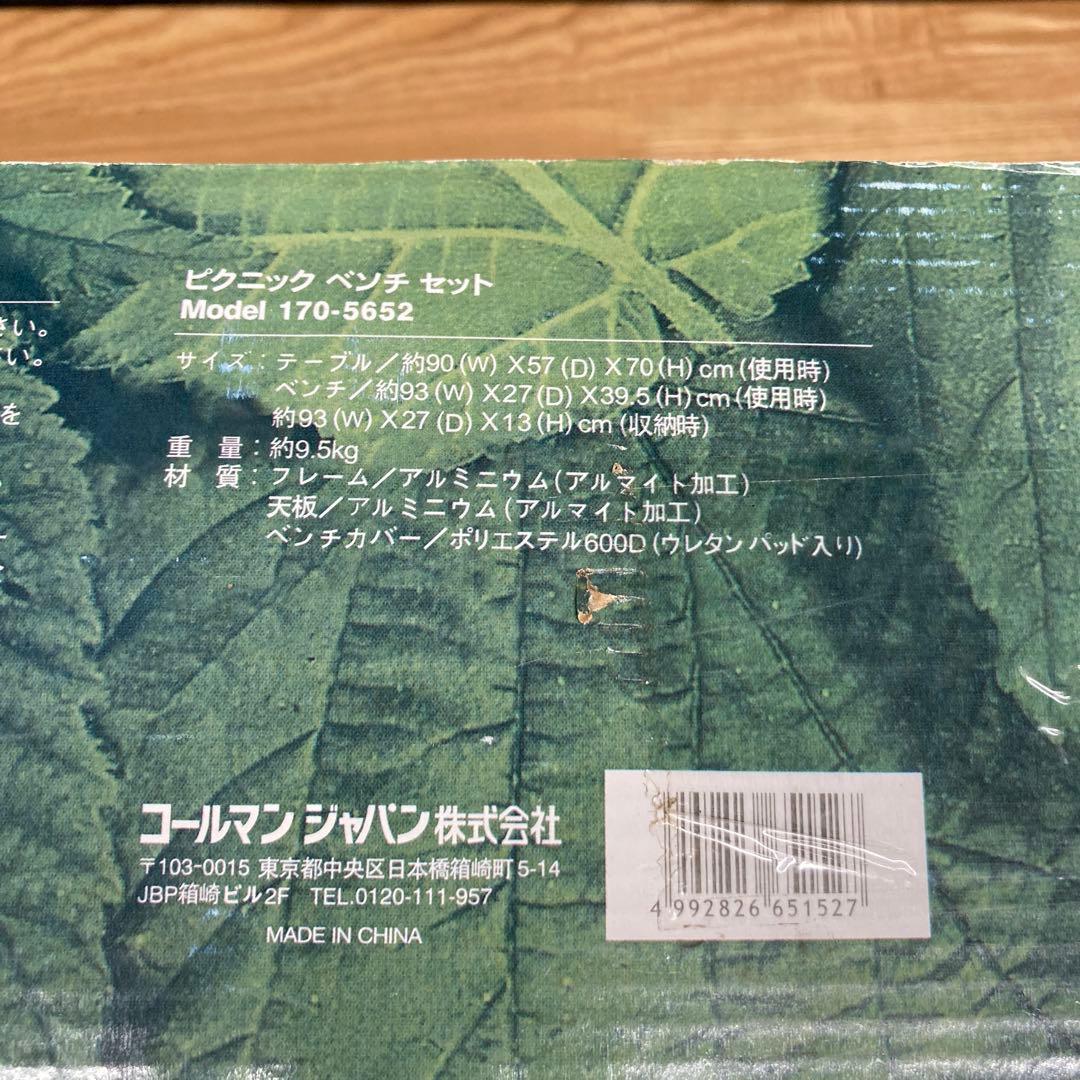 さい。
さい。
を
ピクニック ベンチ セット
Model 170-5652
サイズ：テーブル／約90(W)X57(D)X70(H)cm(使用時)
ベンチ／約93(W)X27(D)X39.5(H)cm(使用時)
約93(W)X27(D)X13(H)cm(収納時)
重　量：約9.5kg
材　質：フレーム／アルミニウム(アルマイト加工)
天板／アルミニウム(アルマイト加工)
ベンチカバー／ポリエステル600D(ウレタンパッド入り)
コールマン ジャパン株式会社
〒103-0015 東京都中央区日本橋箱崎町5-14
JBP箱崎ビル2F　TEL.0120-111-957
MADE IN CHINA
4 992826 651527